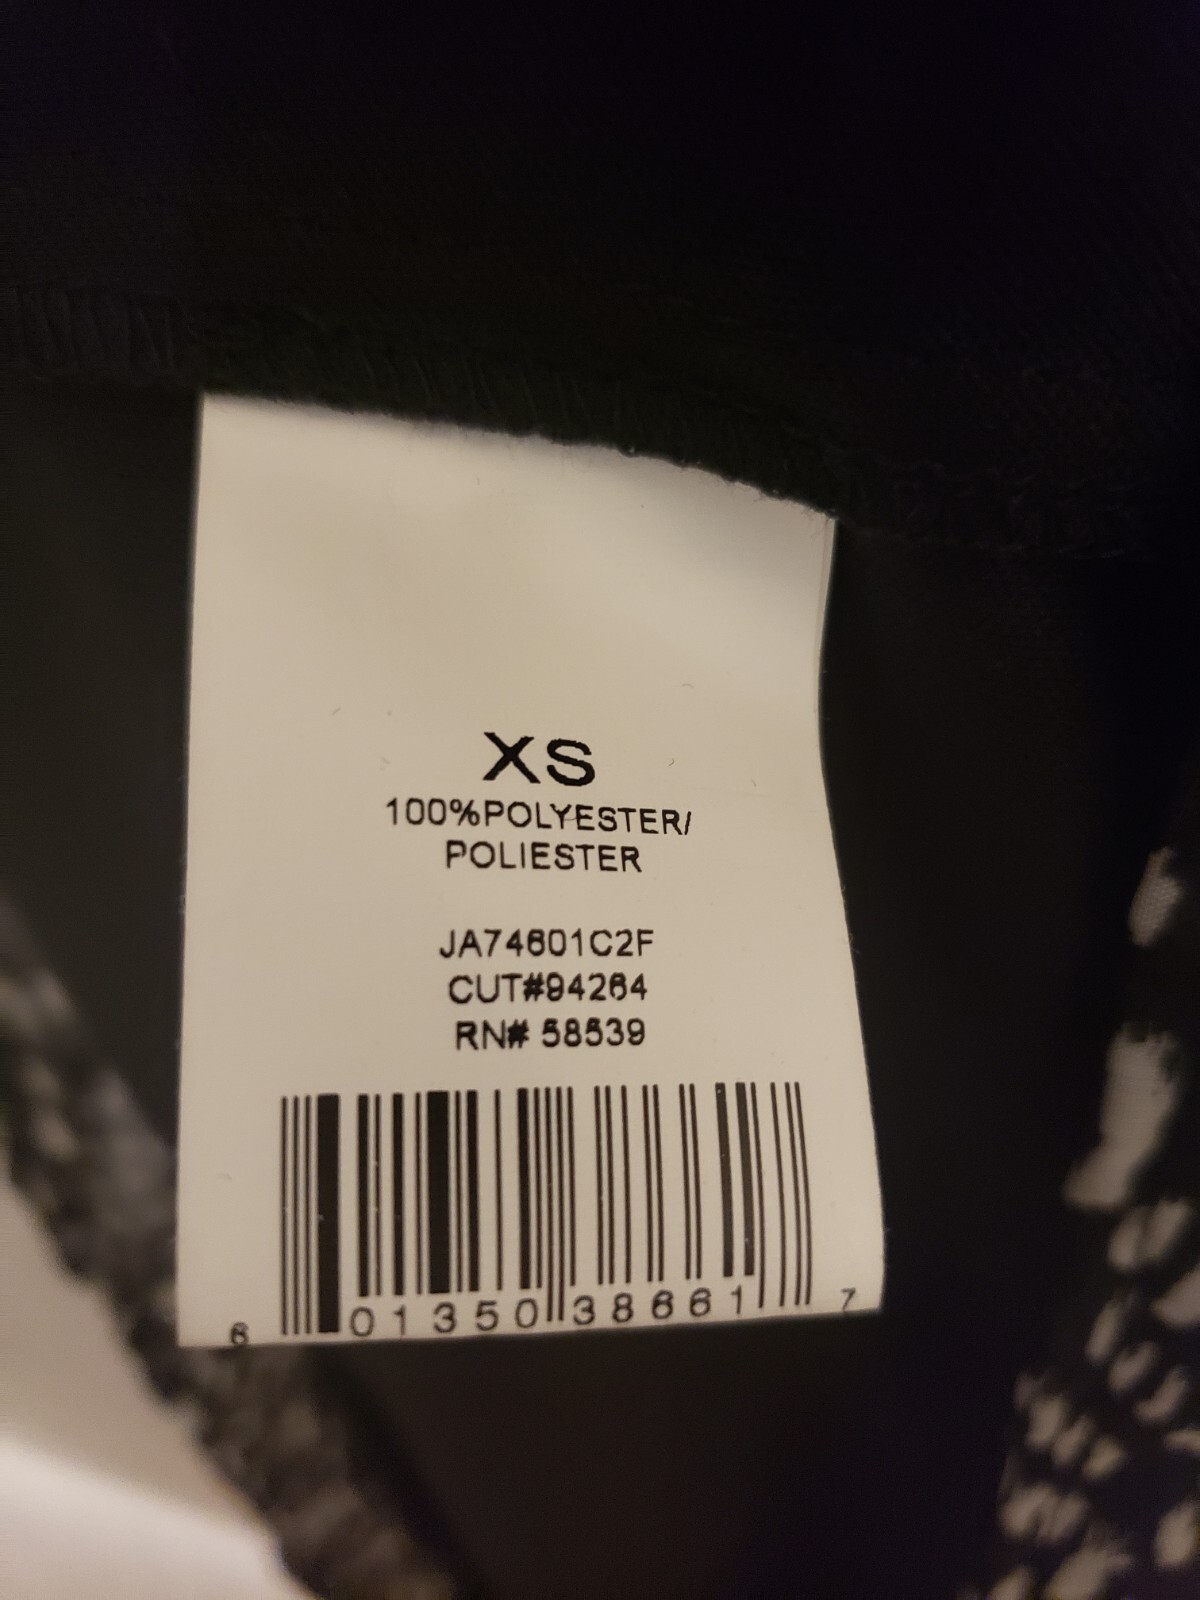 XS
100%POLYESTER/
POLIESTER
JA74601C2F
CUT#94264
RN# 58539
6 01350 38661 7